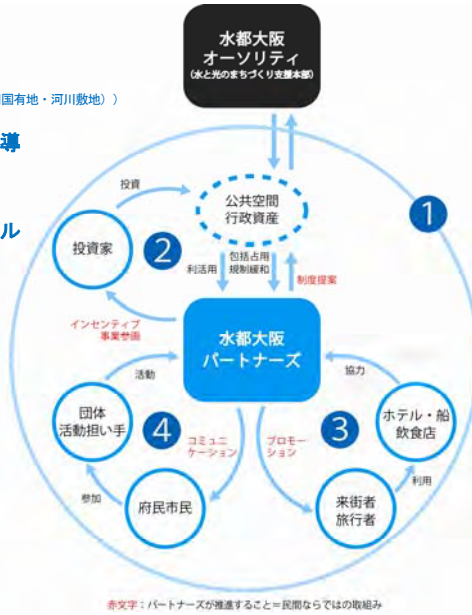 水都大阪
オーソリティ
(水と光のまちづくり支援本部)
国有地・河川敷地））
導
ル
1
投資
公共空間
行政資産
投資家
2
利活用
包括占用
規制緩和
制度提案
インセンティブ
事業参画
水都大阪
パートナーズ
活動
協力
団体
活動担い手
4
コミュニ
ケーション
プロモー
ション
3
ホテル・船
飲食店
参加
利用
府民市民
来街者
旅行者
赤文字：パートナーズが推進すること＝民間ならではの取組み